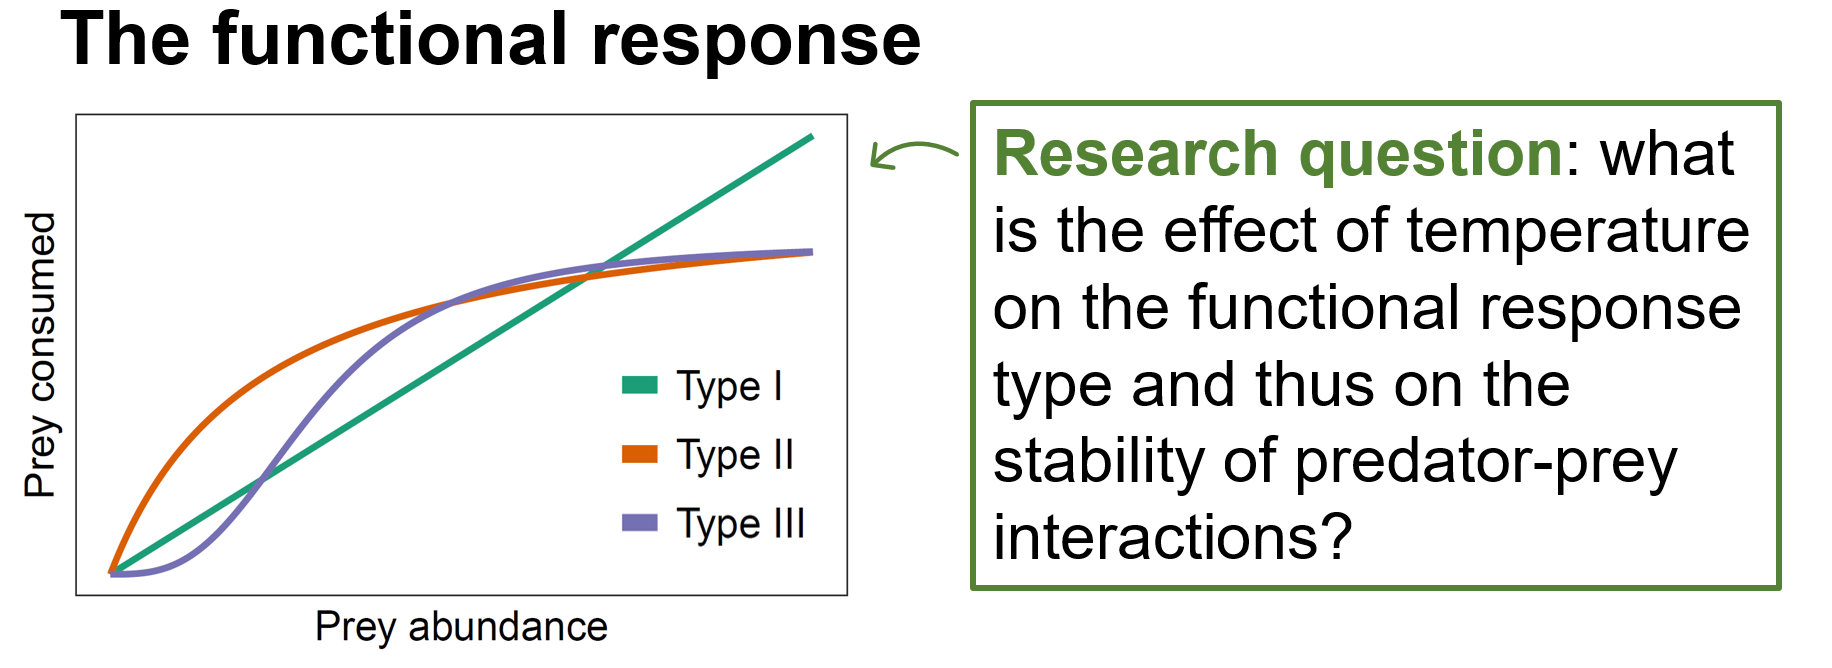 The functional response
Prey consumed
Type I
Type II
Type III
Prey abundance
Research question: what
is the effect of temperature
on the functional response
type and thus on the
stability of predator-prey
interactions?